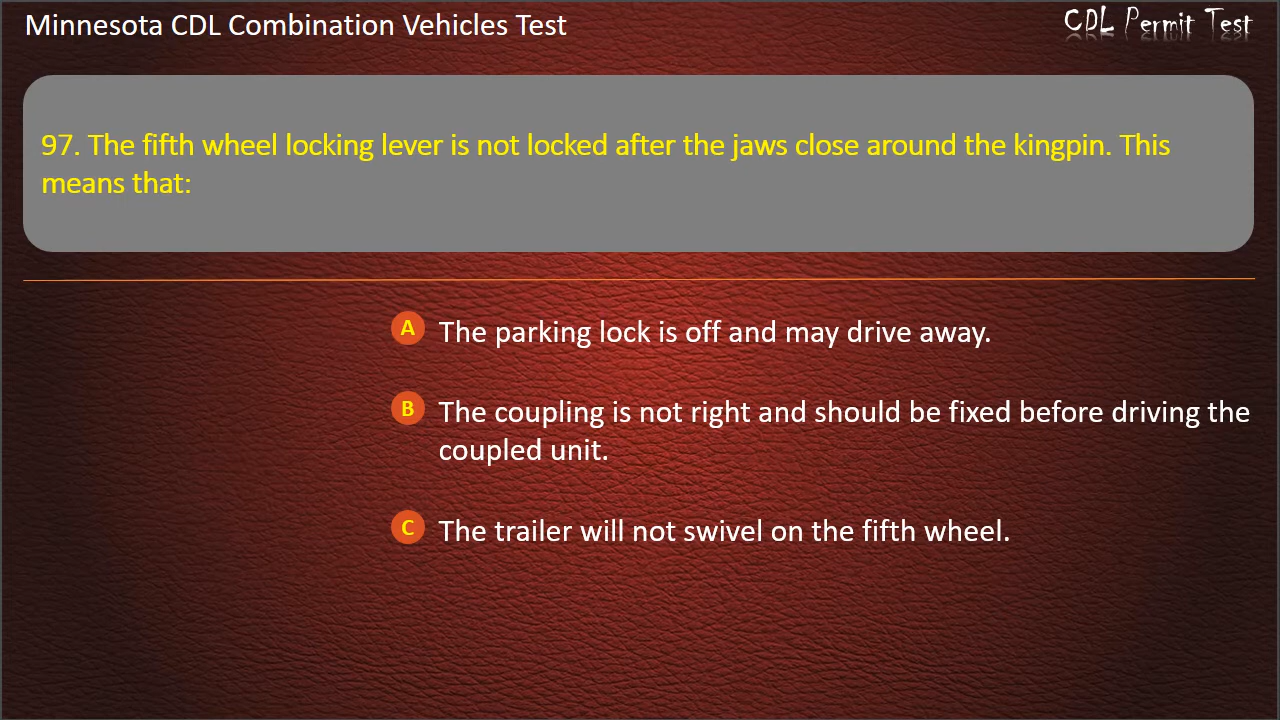 Minnesota CDL Combination Vehicles Test
CDL Permit Test
97. The fifth wheel locking lever is not locked after the jaws close around the kingpin. This
means that:
A The parking lock is off and may drive away.
B The coupling is not right and should be fixed before driving the
coupled unit.
C The trailer will not swivel on the fifth wheel.